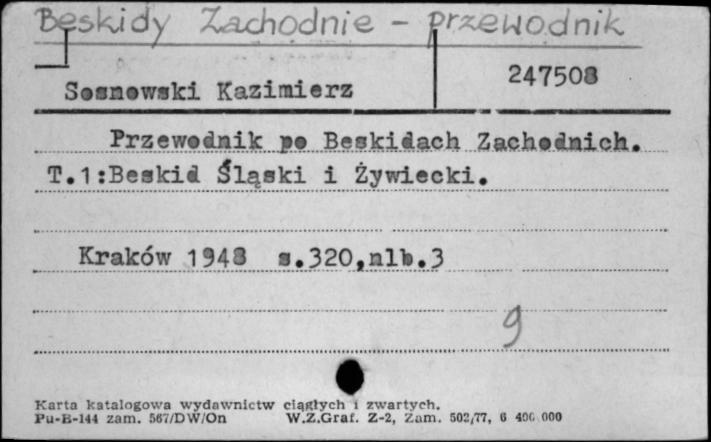 Beskidy Zachodnie - przewodnik
247508
Sosnowski Kazimierz
Przewodnik po Beskidach Zachodnich.
T.1:Beskid Śląski i Żywiecki.
Kraków 1948 s.320,nlb.3
9
Karta katalogowa wydawnictw ciągłych i zwartych.
Pu-B-144 zam. 567/DW/On W.Z.Graf. Z-2, Zam. 502/77, 6 400 000